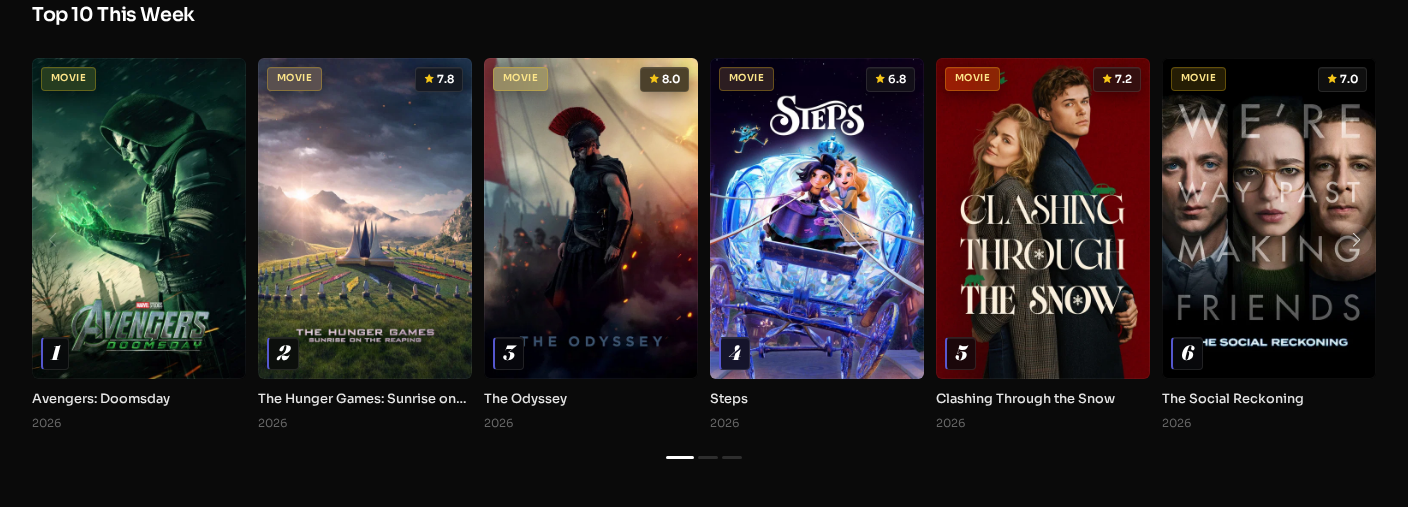 Top 10 This Week
MOVIE
MARVEL STUDIOS
AVENGERS
DOOMSDAY
1
Avengers: Doomsday
2026
MOVIE
7.8
THE HUNGER GAMES
SUNRISE ON THE REAPING
2
The Hunger Games: Sunrise on...
2026
MOVIE
8.0
THE ODYSSEY
3
The Odyssey
2026
MOVIE
6.8
STEPS
4
Steps
2026
MOVIE
7.2
CLASHING
THROUGH
THE SNOW
5
Clashing Through the Snow
2026
MOVIE
7.0
WE'RE
WAY PAST
MAKING
FRIENDS
THE SOCIAL RECKONING
6
The Social Reckoning
2026